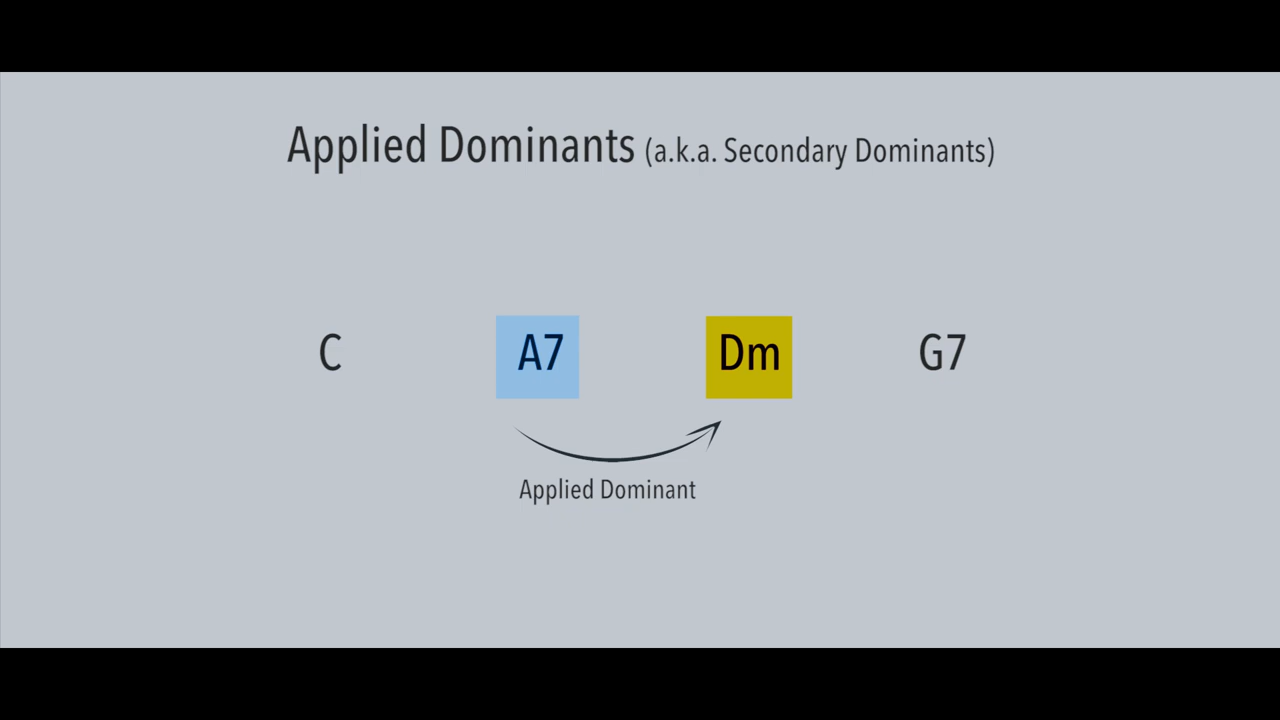 Applied Dominants (a.k.a. Secondary Dominants)
C A7 Dm G7
Applied Dominant